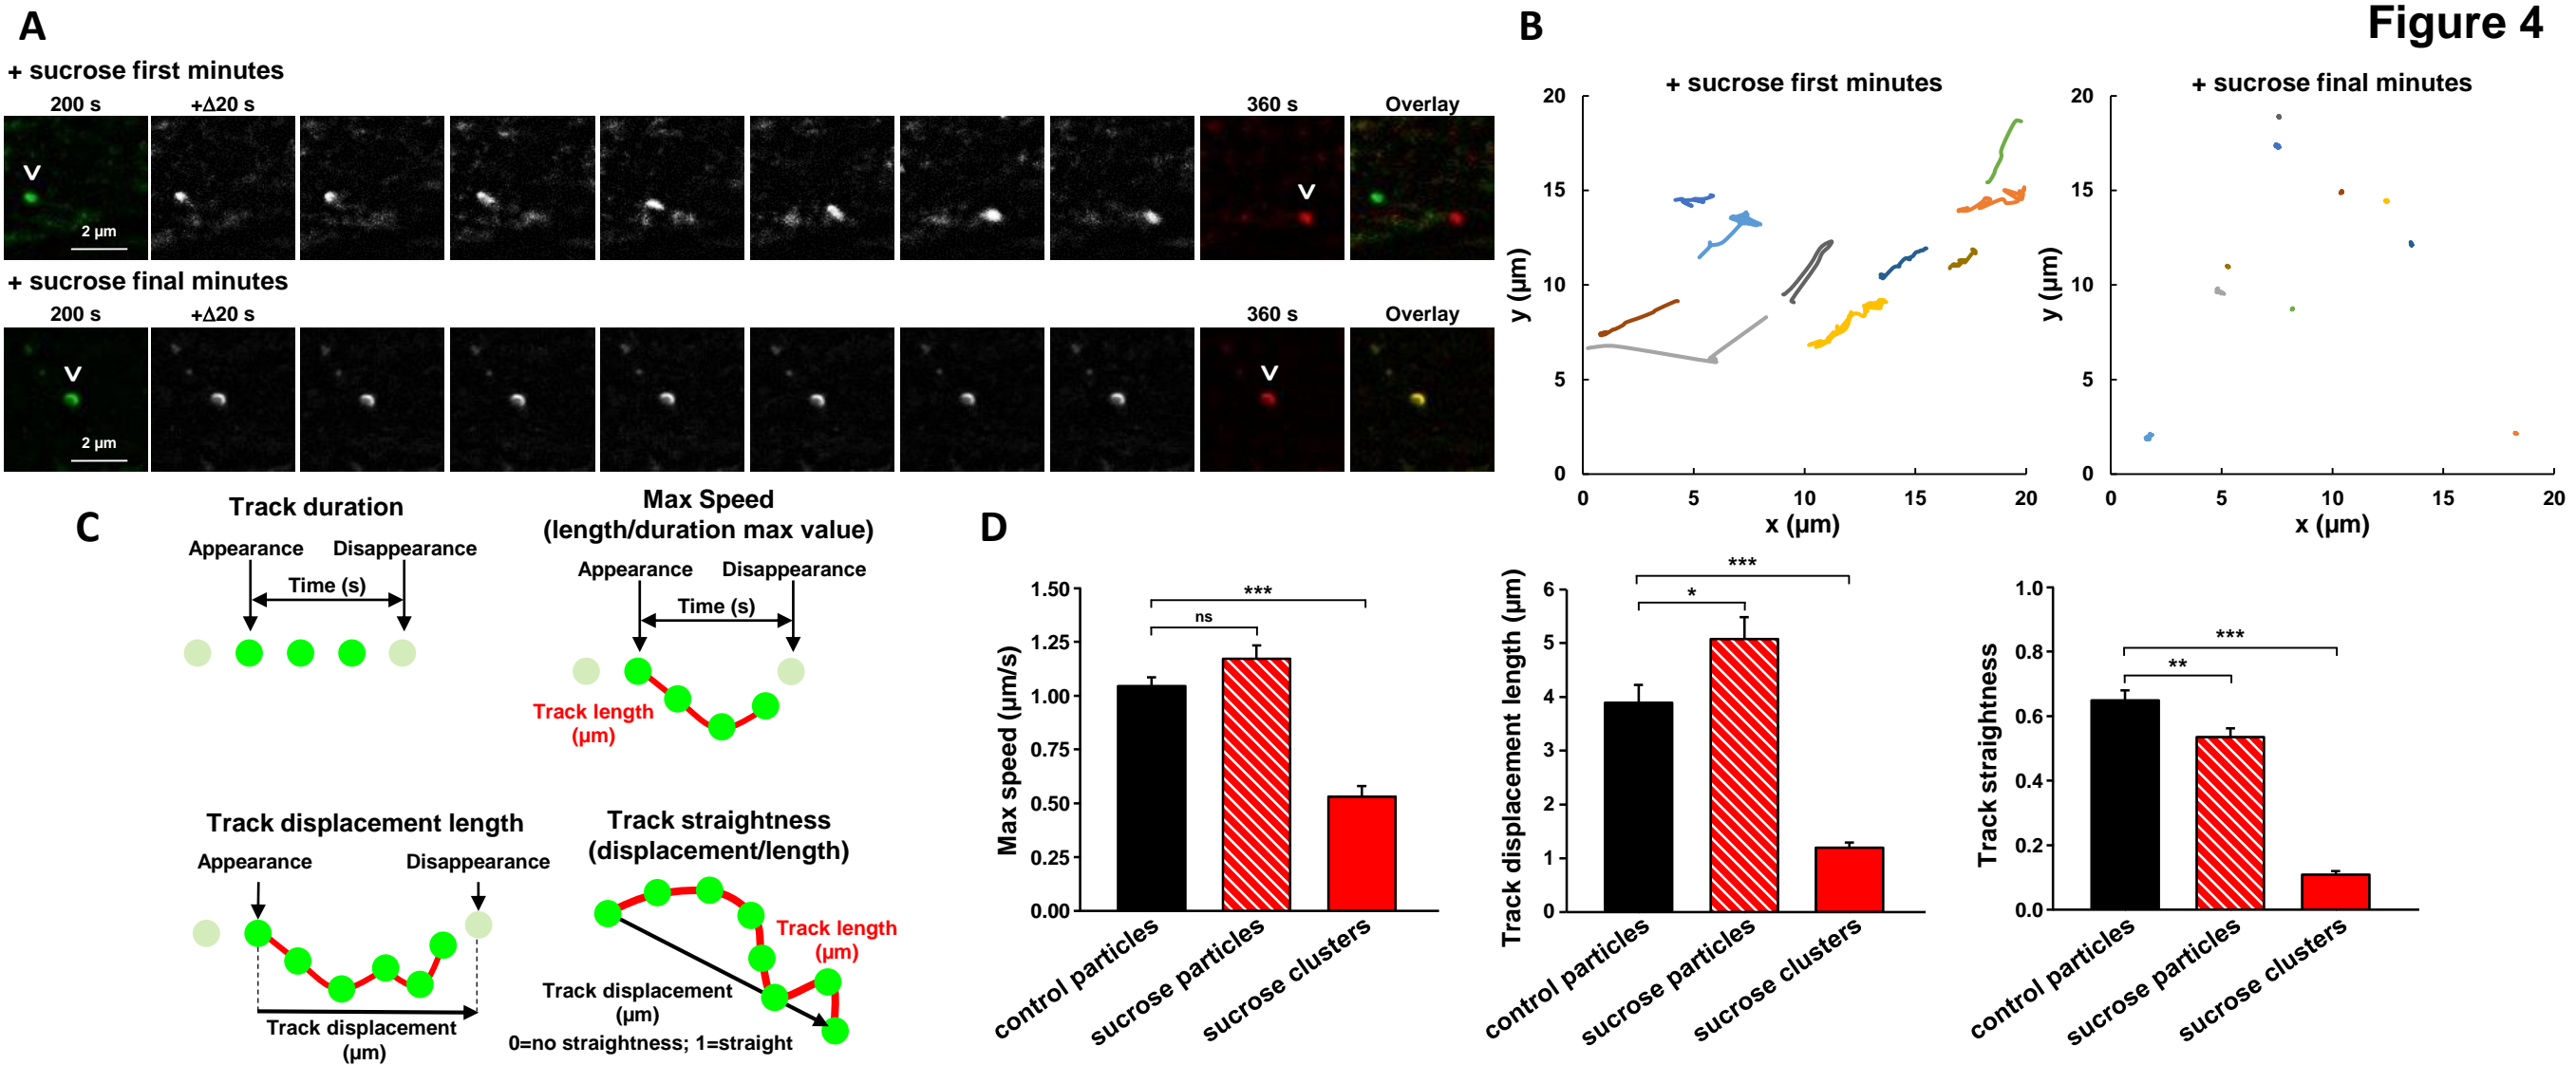 Figure 4
A
+ sucrose first minutes
200 s
+Δ20 s
360 s
Overlay
V
V
2 µm
+ sucrose final minutes
200 s
+Δ20 s
360 s
Overlay
V
V
2 µm
B
+ sucrose first minutes
y (µm)
20
15
10
5
0
0 5 10 15 20
x (µm)
+ sucrose final minutes
y (µm)
20
15
10
5
0
0 5 10 15 20
x (µm)
C
Track duration
Appearance
Disappearance
Time (s)
Max Speed
(length/duration max value)
Appearance
Disappearance
Time (s)
Track length
(µm)
Track displacement length
Appearance
Disappearance
Track displacement
(µm)
Track straightness
(displacement/length)
Track length
(µm)
Track displacement
(µm)
0=no straightness; 1=straight
D
Max speed (µm/s)
1.50
1.25
1.00
0.75
0.50
0.25
0.00
***
ns
control particles
sucrose particles
sucrose clusters
Track displacement length (µm)
6
5
4
3
2
1
0
***
*
control particles
sucrose particles
sucrose clusters
Track straightness
1.0
0.8
0.6
0.4
0.2
0.0
***
**
control particles
sucrose particles
sucrose clusters